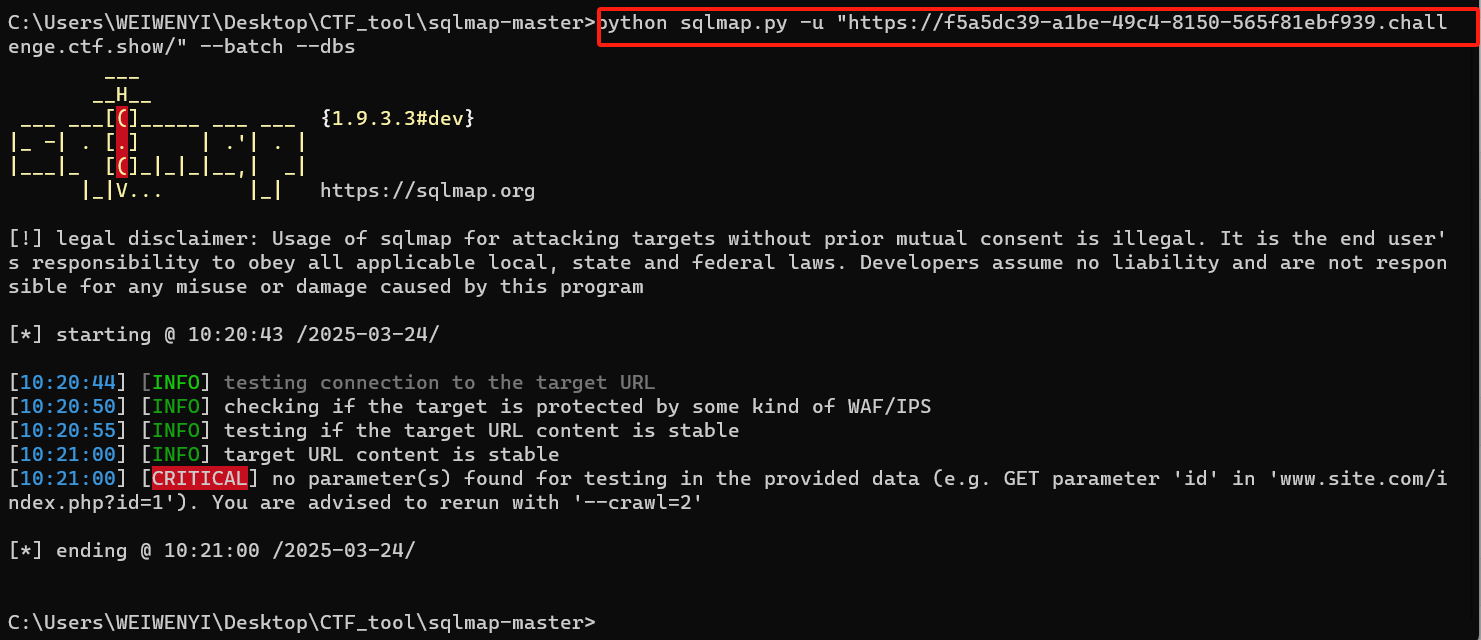 C:\Users\WEIWENYI\Desktop\CTF_tool\sqlmap-master>python sqlmap.py -u "https://f5a5dc39-a1be-49c4-8150-565f81ebf939.chall
enge.ctf.show/" --batch --dbs
        ___
       __H__
 ___ ___[(]_____ ___ ___  {1.9.3.3#dev}
|_ -| . [.]     | .'| . |
|___|_  [(]_|_|_|__,|  _|
      |_|V...       |_|   https://sqlmap.org
[!] legal disclaimer: Usage of sqlmap for attacking targets without prior mutual consent is illegal. It is the end user'
s responsibility to obey all applicable local, state and federal laws. Developers assume no liability and are not respon
sible for any misuse or damage caused by this program
[*] starting @ 10:20:43 /2025-03-24/
[10:20:44] [INFO] testing connection to the target URL
[10:20:50] [INFO] checking if the target is protected by some kind of WAF/IPS
[10:20:55] [INFO] testing if the target URL content is stable
[10:21:00] [INFO] target URL content is stable
[10:21:00] [CRITICAL] no parameter(s) found for testing in the provided data (e.g. GET parameter 'id' in 'www.site.com/i
ndex.php?id=1'). You are advised to rerun with '--crawl=2'
[*] ending @ 10:21:00 /2025-03-24/
C:\Users\WEIWENYI\Desktop\CTF_tool\sqlmap-master>